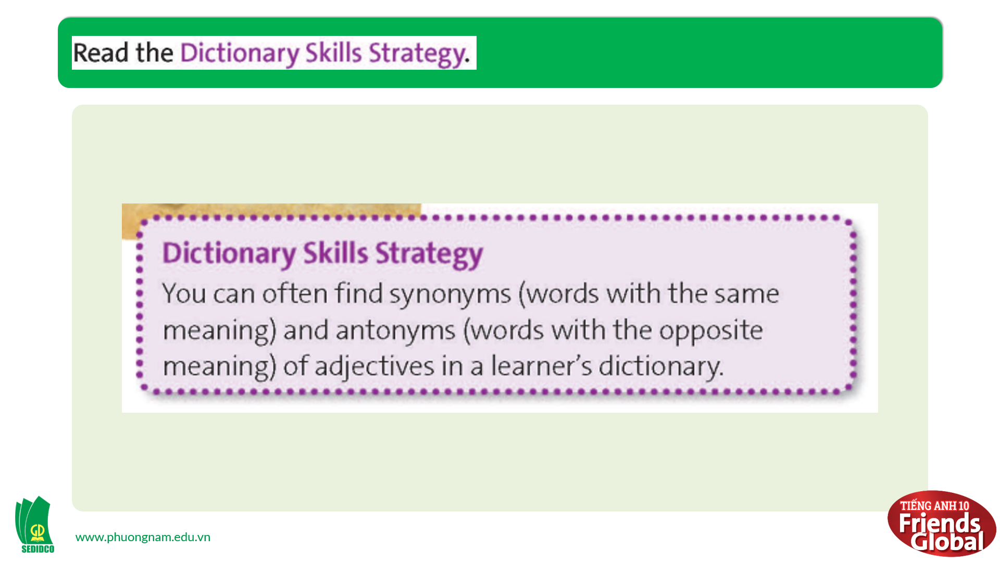 Read the Dictionary Skills Strategy.
Dictionary Skills Strategy
You can often find synonyms (words with the same
meaning) and antonyms (words with the opposite
meaning) of adjectives in a learner’s dictionary.
GD
SEDIDCO
www.phuongnam.edu.vn
TIẾNG ANH 10
Friends
Global